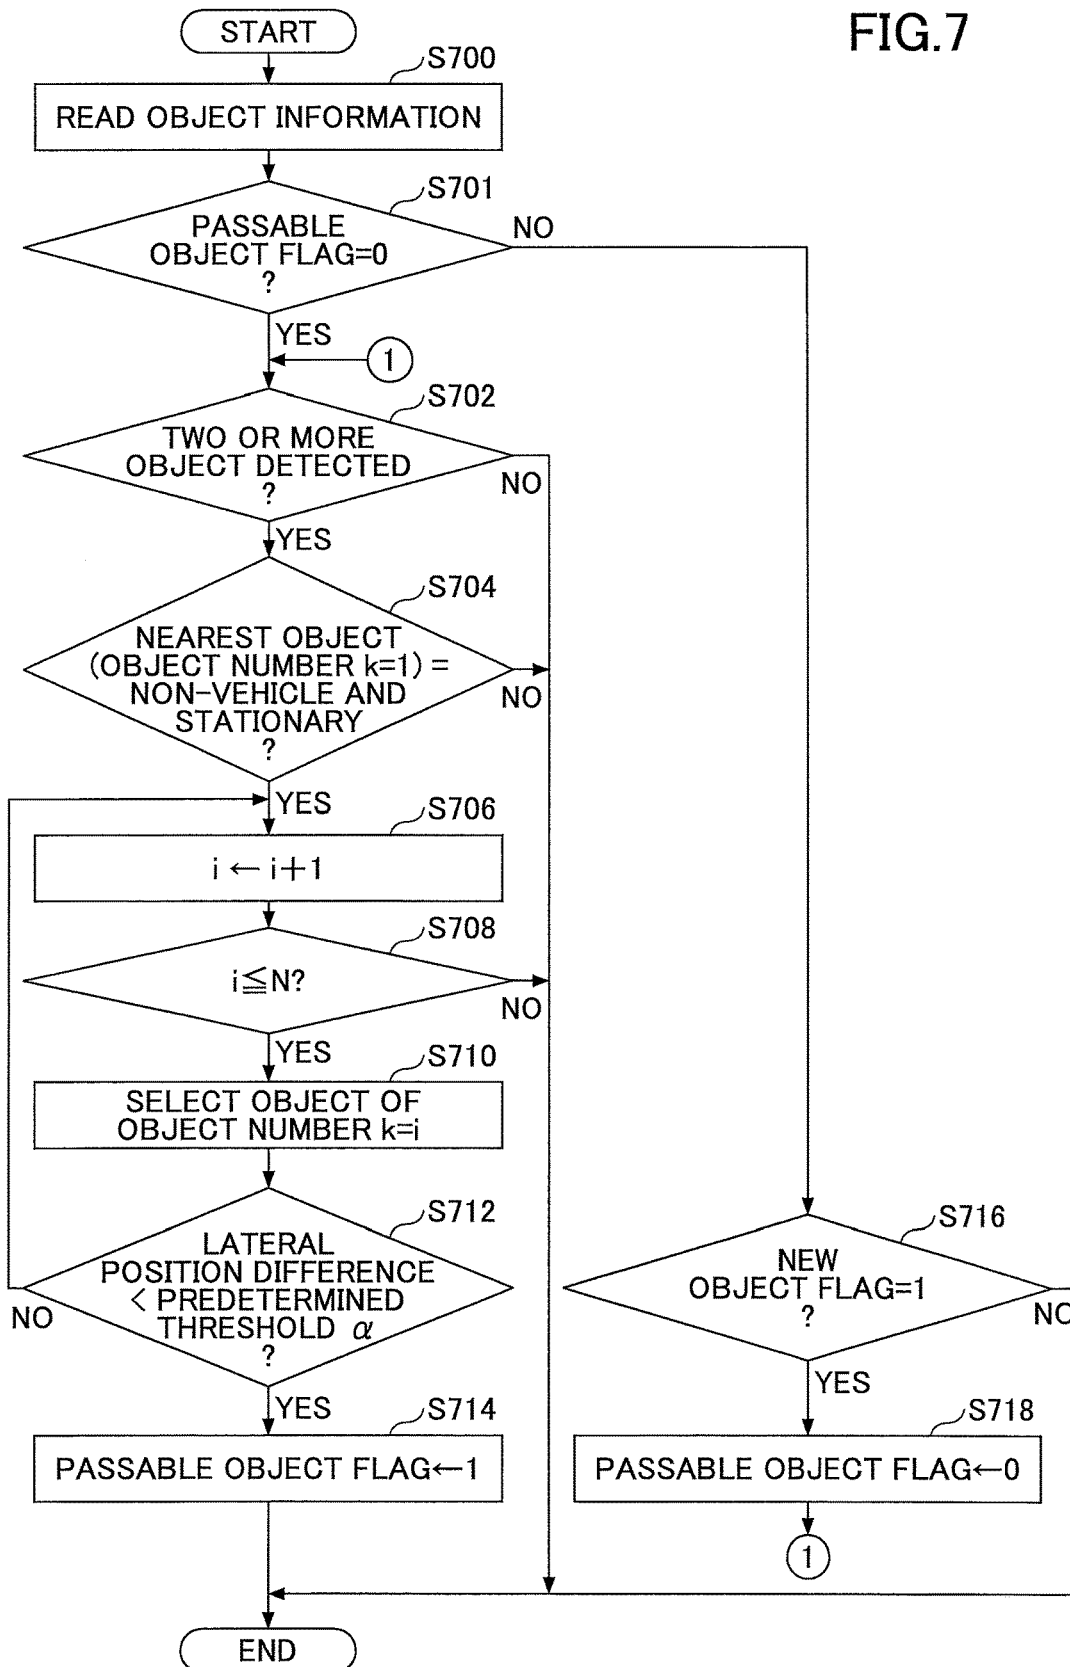 FIG.7
START
S700
READ OBJECT INFORMATION
S701
PASSABLE
OBJECT FLAG=0
?
NO
YES
1
S702
TWO OR MORE
OBJECT DETECTED
?
NO
YES
S704
NEAREST OBJECT
(OBJECT NUMBER k=1) =
NON-VEHICLE AND
STATIONARY
?
NO
YES
S706
i ← i+1
S708
i≦N?
NO
YES
S710
SELECT OBJECT OF
OBJECT NUMBER k=i
S712
LATERAL
POSITION DIFFERENCE
< PREDETERMINED
THRESHOLD α
?
NO
YES
S714
PASSABLE OBJECT FLAG←1
S716
NEW
OBJECT FLAG=1
?
NO
YES
S718
PASSABLE OBJECT FLAG←0
1
END